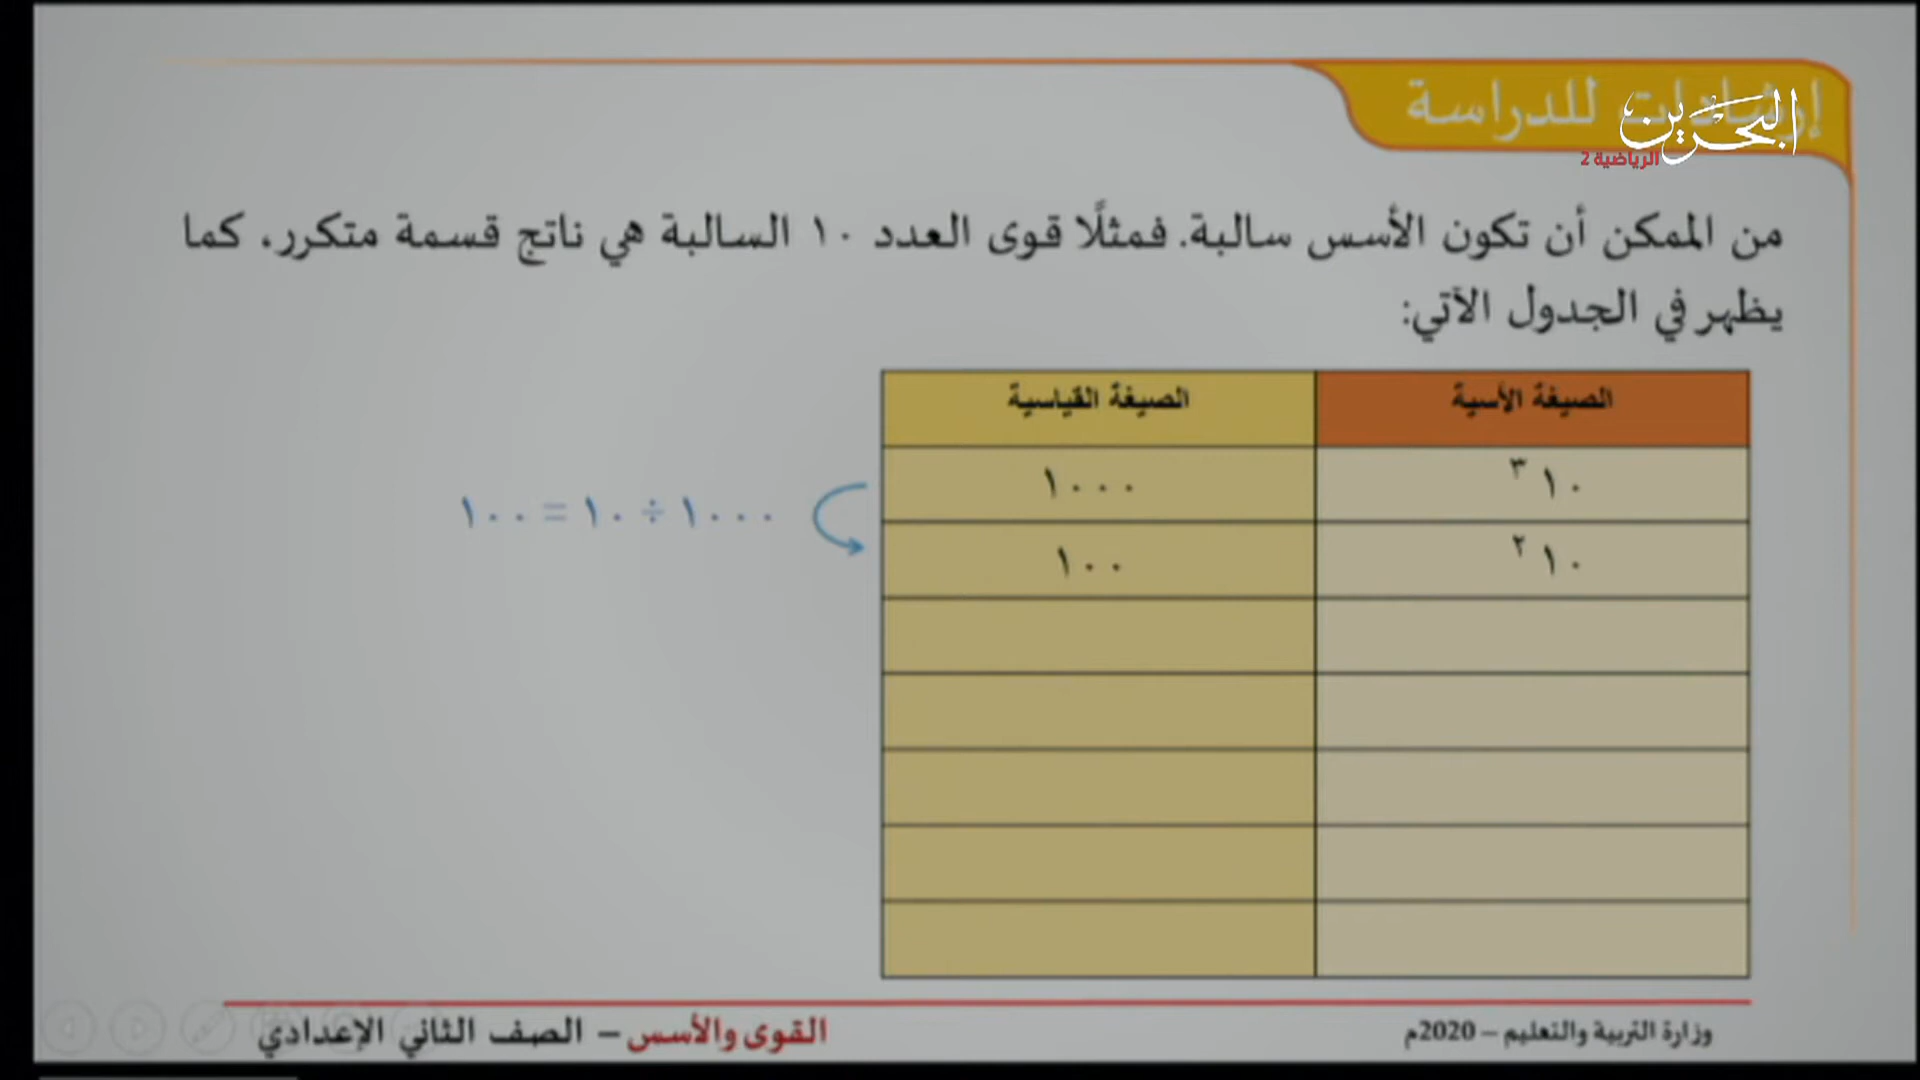 إرشادات للدراسة
البحرين
الرياضية 2
من الممكن أن تكون الأسس سالبة. فمثلًا قوى العدد ١٠ السالبة هي ناتج قسمة متكرر، كما
يظهر في الجدول الآتي:
الصيغة الأسية الصيغة القياسية
١٠ ٣ ١٠٠٠
١٠ ٢ ١٠٠
١٠٠٠ ÷ ١٠ = ١٠٠
وزارة التربية والتعليم – 2020م
القوى والأسس – الصف الثاني الإعدادي